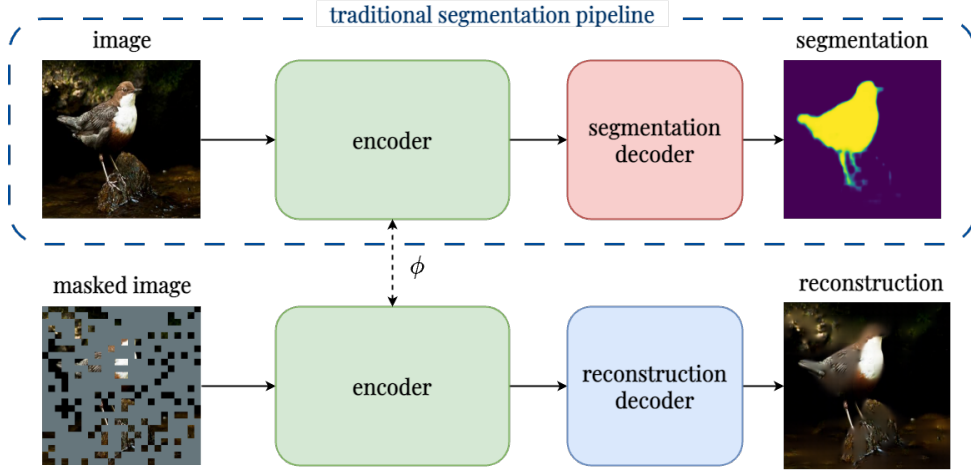 traditional segmentation pipeline
image
segmentation
encoder
segmentation
decoder
ϕ
masked image
reconstruction
encoder
reconstruction
decoder